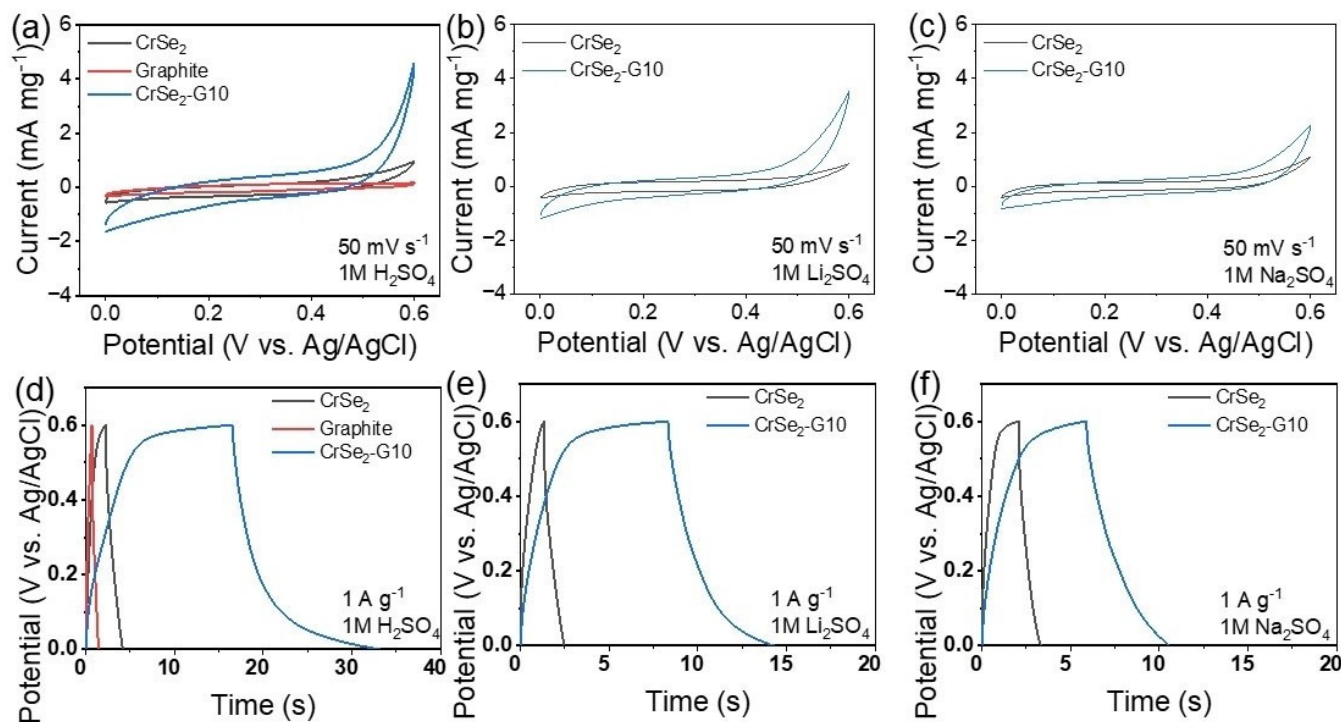 (a)
6
4
2
0
−2
−4
Current (mA mg⁻¹)
CrSe₂
Graphite
CrSe₂-G10
50 mV s⁻¹
1M H₂SO₄
0.0 0.2 0.4 0.6
Potential (V vs. Ag/AgCl)
(b)
6
4
2
0
−2
−4
Current (mA mg⁻¹)
CrSe₂
CrSe₂-G10
50 mV s⁻¹
1M Li₂SO₄
0.0 0.2 0.4 0.6
Potential (V vs. Ag/AgCl)
(c)
6
4
2
0
−2
−4
Current (mA mg⁻¹)
CrSe₂
CrSe₂-G10
50 mV s⁻¹
1M Na₂SO₄
0.0 0.2 0.4 0.6
Potential (V vs. Ag/AgCl)
(d)
0.6
0.4
0.2
0.0
Potential (V vs. Ag/AgCl)
CrSe₂
Graphite
CrSe₂-G10
1 A g⁻¹
1M H₂SO₄
0 10 20 30 40
Time (s)
(e)
0.6
0.4
0.2
0.0
Potential (V vs. Ag/AgCl)
CrSe₂
CrSe₂-G10
1 A g⁻¹
1M Li₂SO₄
0 5 10 15 20
Time (s)
(f)
0.6
0.4
0.2
0.0
Potential (V vs. Ag/AgCl)
CrSe₂
CrSe₂-G10
1 A g⁻¹
1M Na₂SO₄
0 5 10 15 20
Time (s)